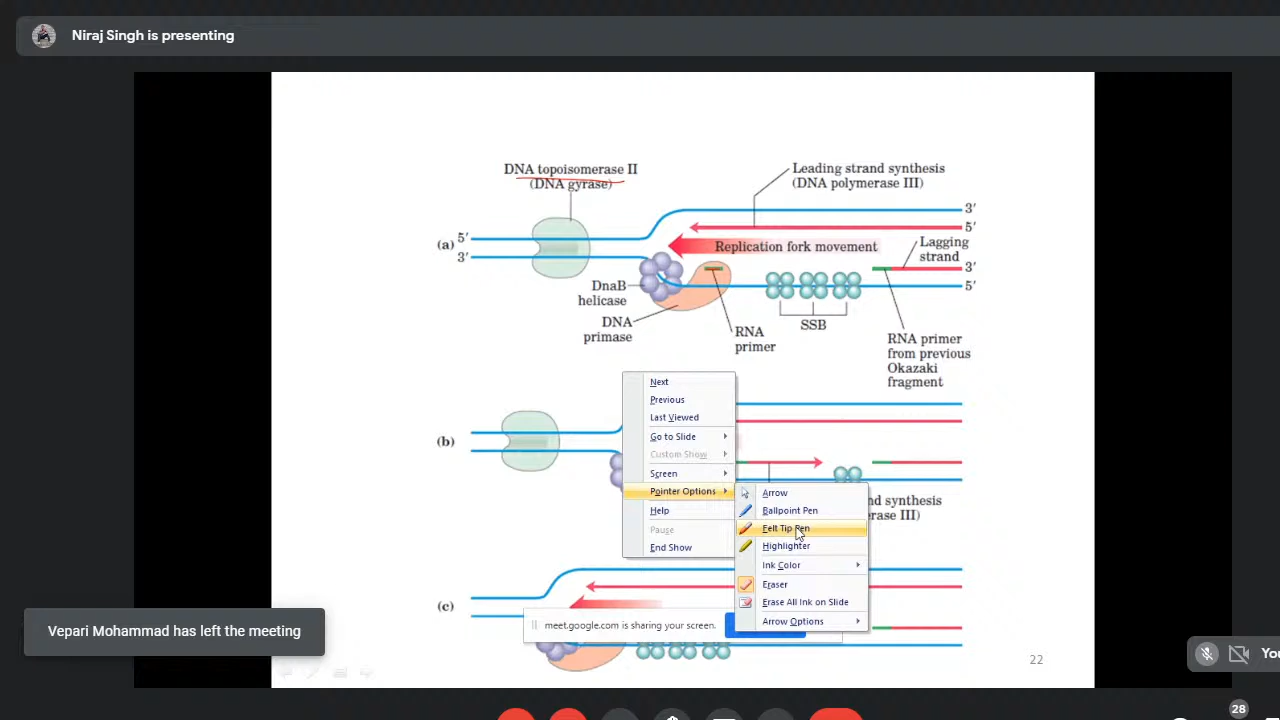 Niraj Singh is presenting
DNA topoisomerase II
(DNA gyrase)
Leading strand synthesis
(DNA polymerase III)
3′
5′
(a)
5′
3′
Replication fork movement
Lagging
strand
3′
5′
DnaB
helicase
DNA
primase
RNA
primer
SSB
RNA primer
from previous
Okazaki
fragment
(b)
Next
Previous
Last Viewed
Go to Slide
Custom Show
Screen
Pointer Options
Help
Pause
End Show
Arrow
Ballpoint Pen
Felt Tip Pen
Highlighter
Ink Color
Eraser
Erase All Ink on Slide
Arrow Options
nd synthesis
rase III)
(c)
meet.google.com is sharing your screen.
Vepari Mohammad has left the meeting
22
You
28